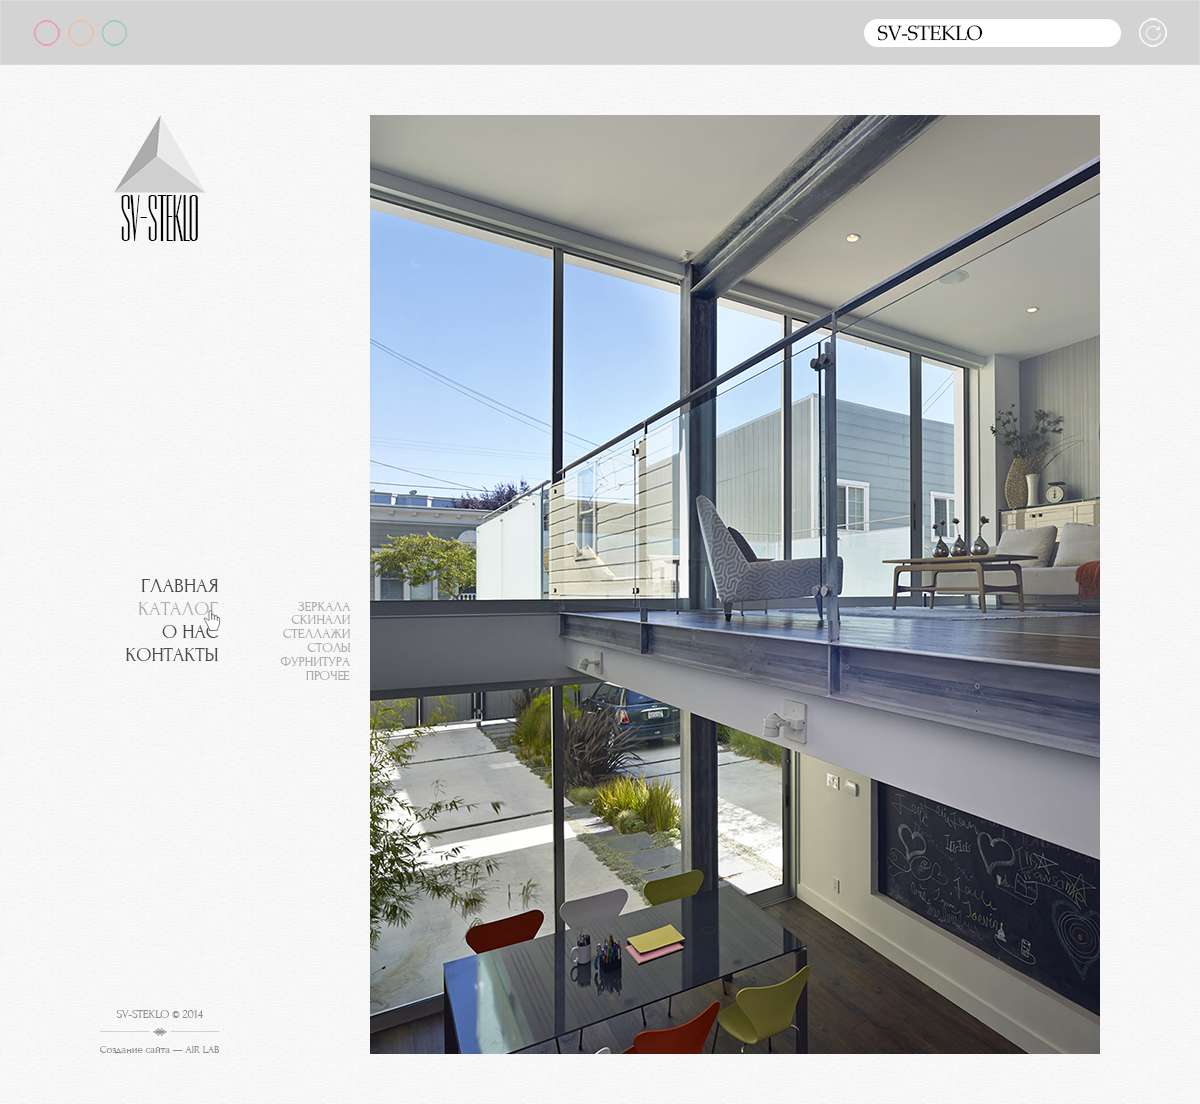 SV-STEKLO
SV-STEKLO
ГЛАВНАЯ
КАТАЛОГ
О НАС
КОНТАКТЫ
ЗЕРКАЛА
СКИНАЛИ
СТЕЛЛАЖИ
СТОЛЫ
ФУРНИТУРА
ПРОЧЕЕ
SV-STEKLO © 2014
Создание сайта — AIR LAB